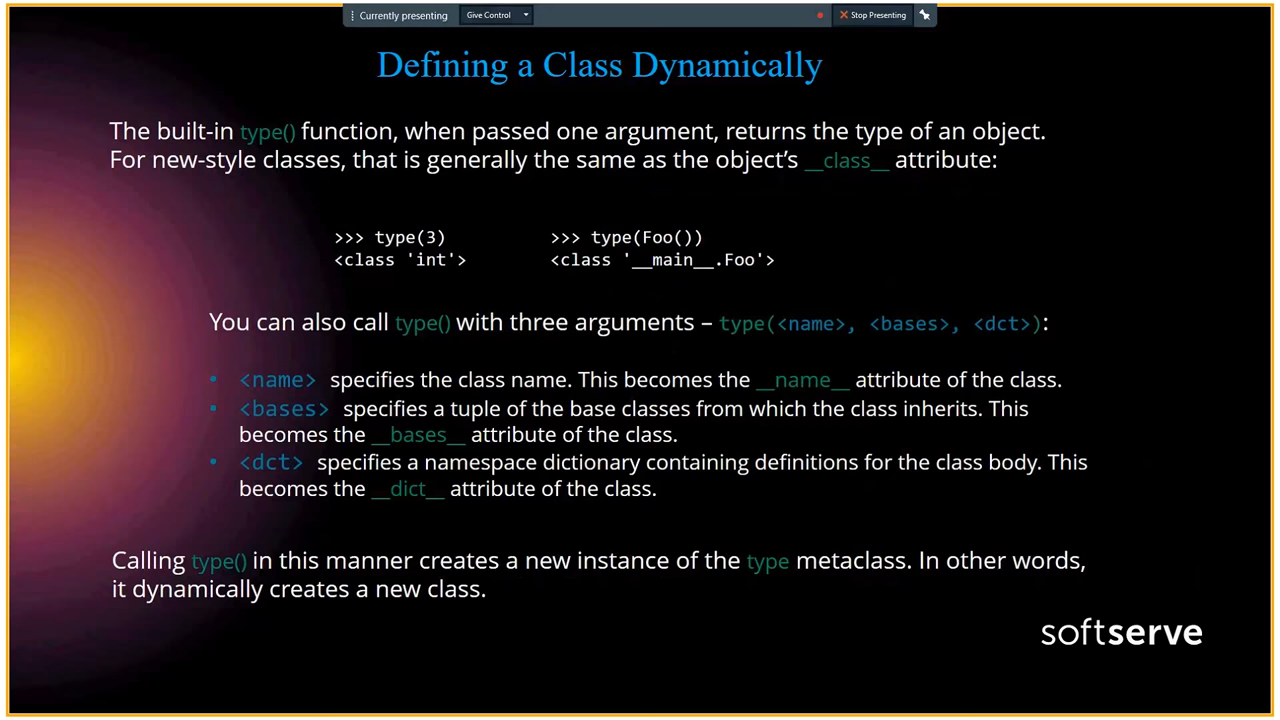 Currently presenting Give Control Stop Presenting
Defining a Class Dynamically
The built-in type() function, when passed one argument, returns the type of an object.
For new-style classes, that is generally the same as the object’s __class__ attribute:
>>> type(3) >>> type(Foo())
<class 'int'> <class '__main__.Foo'>
You can also call type() with three arguments – type(<name>, <bases>, <dct>):
• <name> specifies the class name. This becomes the __name__ attribute of the class.
• <bases> specifies a tuple of the base classes from which the class inherits. This
becomes the __bases__ attribute of the class.
• <dct> specifies a namespace dictionary containing definitions for the class body. This
becomes the __dict__ attribute of the class.
Calling type() in this manner creates a new instance of the type metaclass. In other words,
it dynamically creates a new class.
softserve